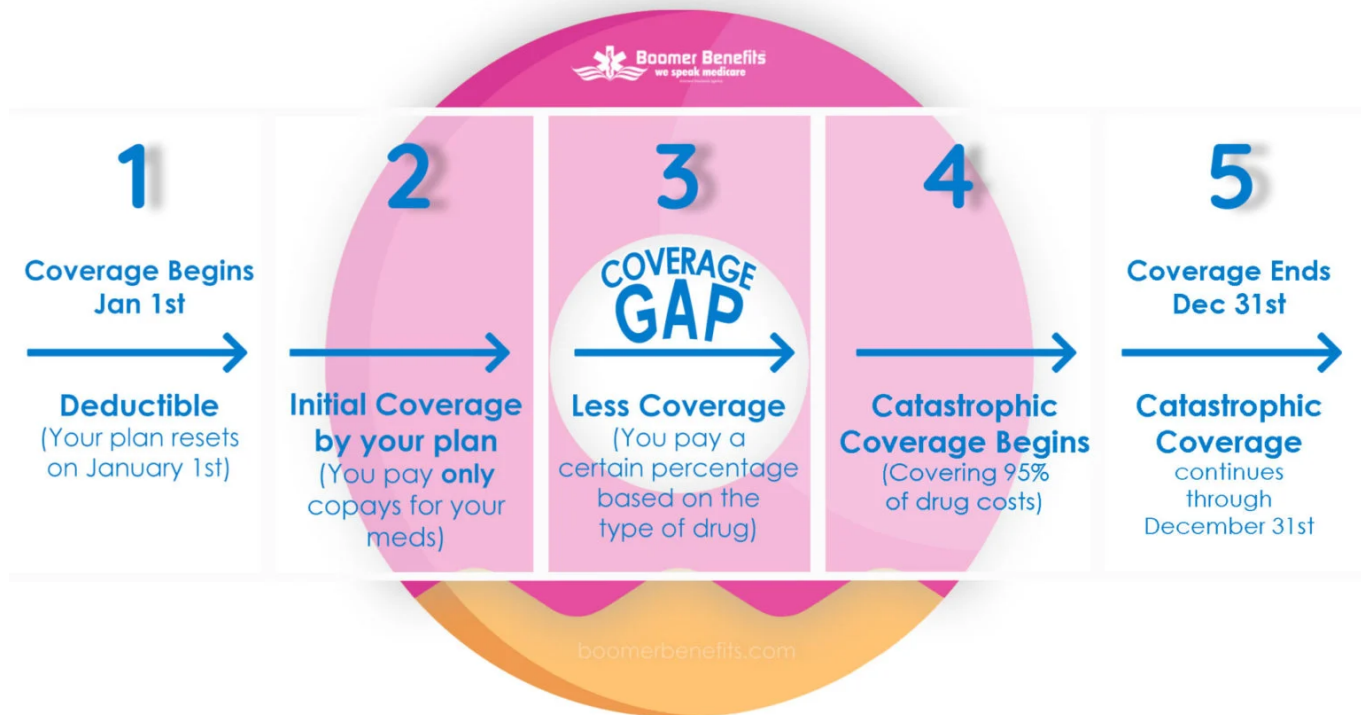 Boomer Benefits
we speak medicare
1
Coverage Begins
Jan 1st
Deductible
(Your plan resets
on January 1st)
2
Initial Coverage
by your plan
(You pay only
copays for your
meds)
3
COVERAGE
GAP
Less Coverage
(You pay a
certain percentage
based on the
type of drug)
4
Catastrophic
Coverage Begins
(Covering 95%
of drug costs)
5
Coverage Ends
Dec 31st
Catastrophic
Coverage
continues
through
December 31st
boomerbenefits.com